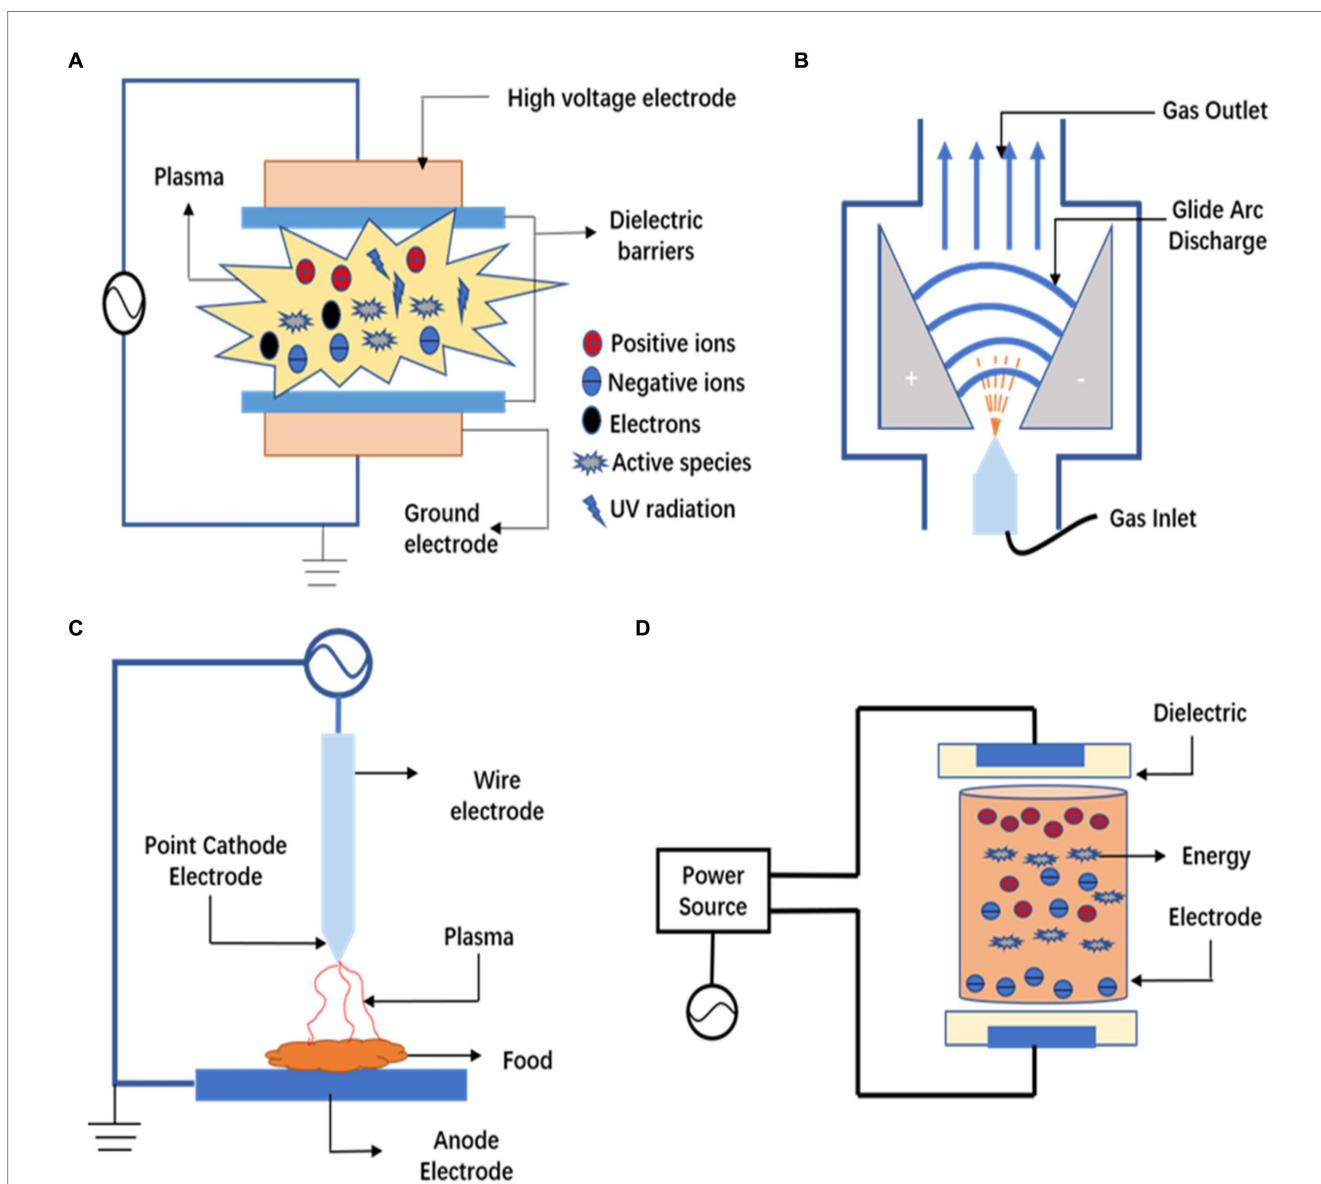 A
High voltage electrode
Plasma
Dielectric
barriers
Positive ions
Negative ions
Electrons
Active species
UV radiation
Ground
electrode
B
Gas Outlet
Glide Arc
Discharge
+
-
Gas Inlet
C
Wire
electrode
Point Cathode
Electrode
Plasma
Food
Anode
Electrode
D
Dielectric
Power
Source
Energy
Electrode